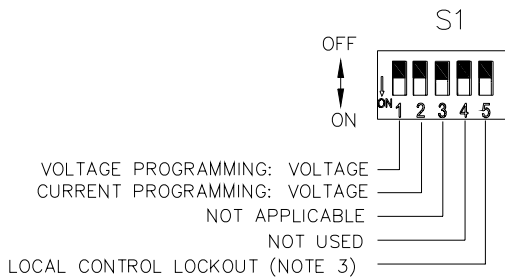 S1
OFF
ON
ON
1 2 3 4 5
VOLTAGE PROGRAMMING: VOLTAGE
CURRENT PROGRAMMING: VOLTAGE
NOT APPLICABLE
NOT USED
LOCAL CONTROL LOCKOUT (NOTE 3)